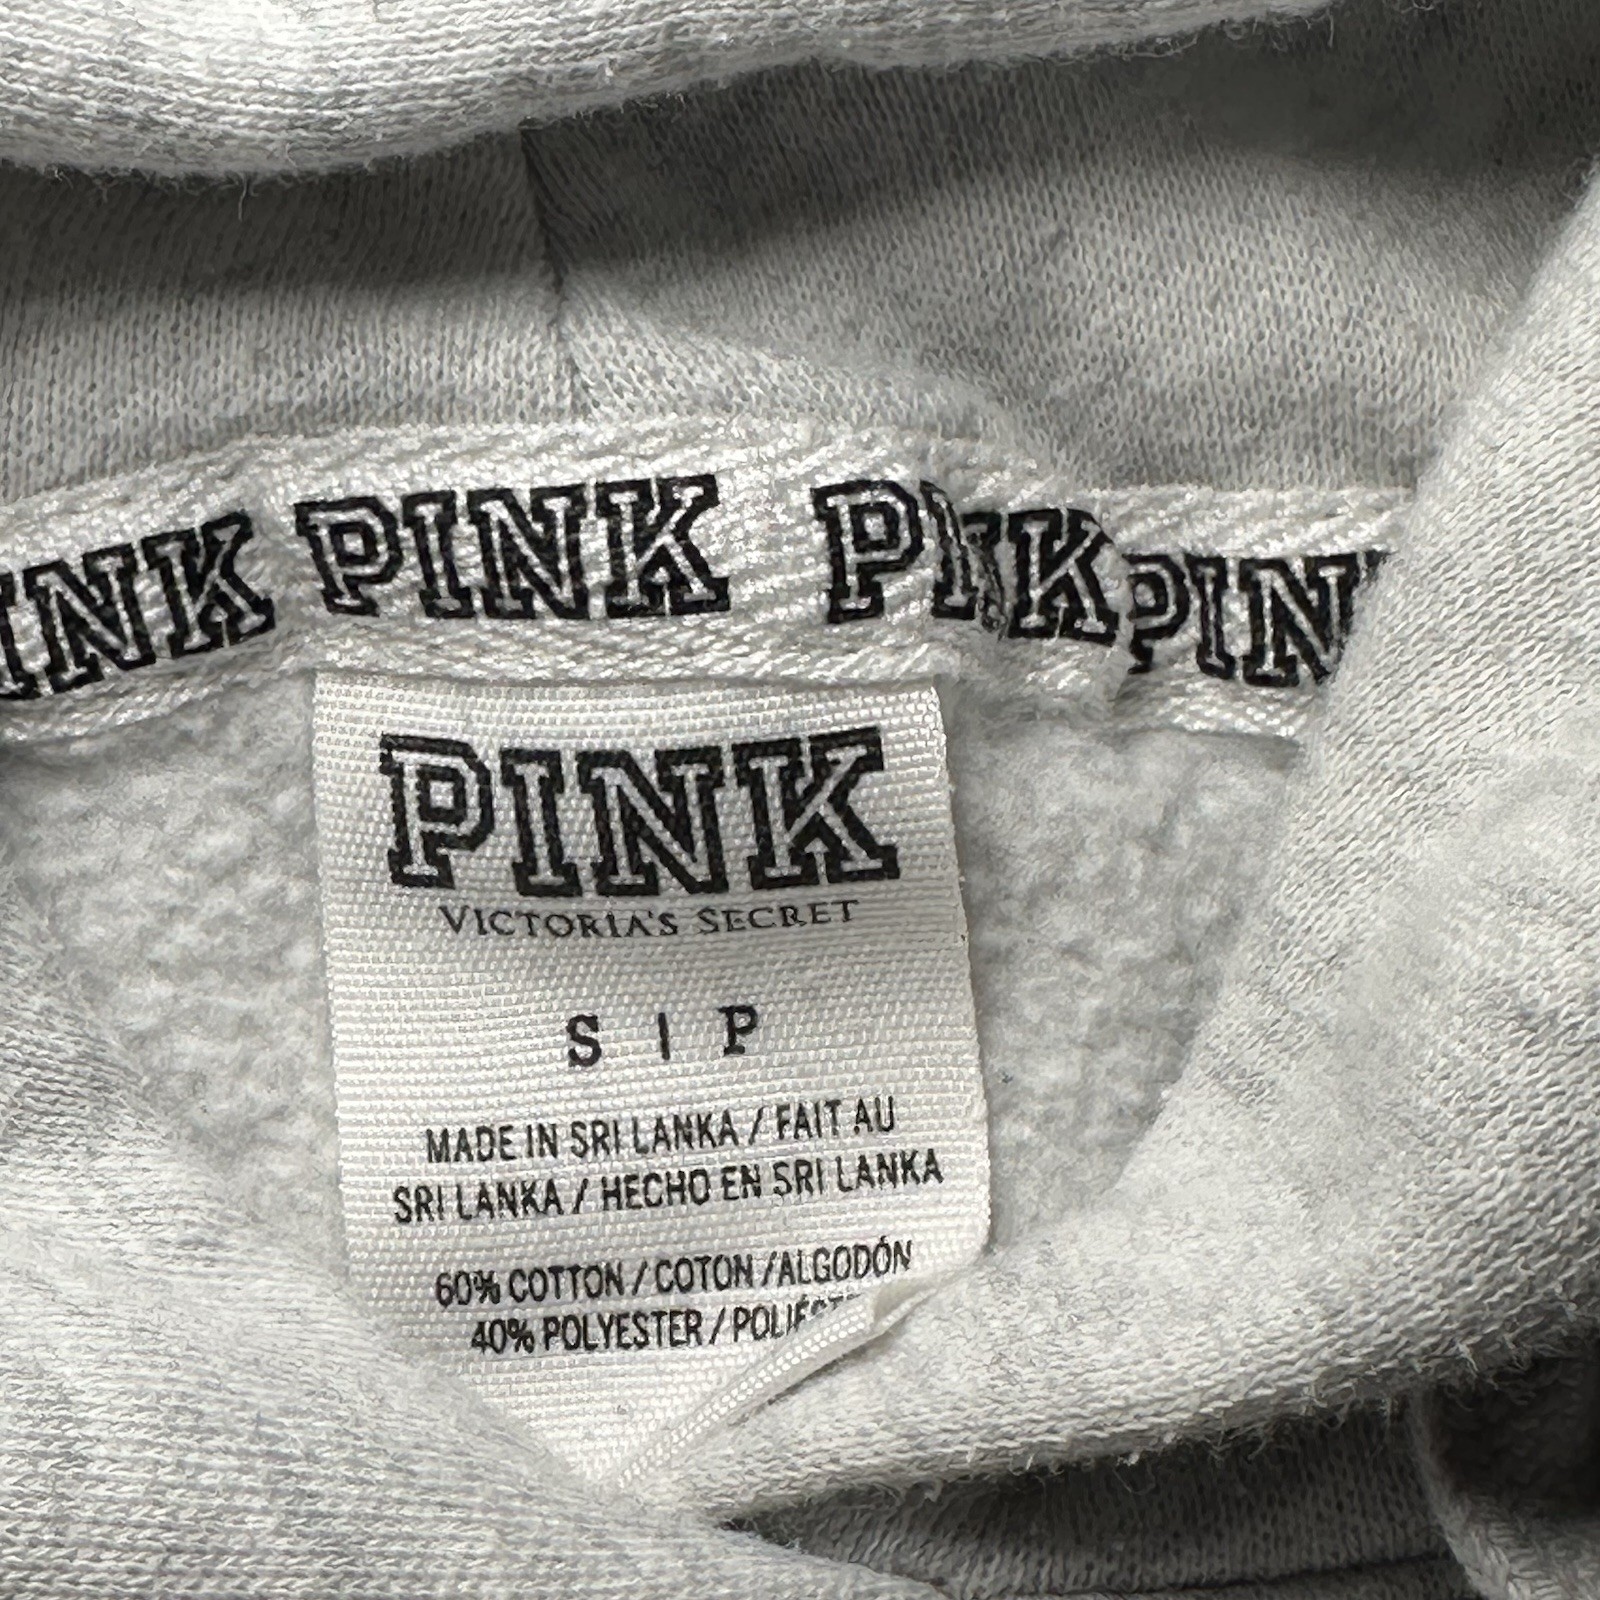 INK PINK PINK PIN
PINK
VICTORIA'S SECRET
S | P
MADE IN SRI LANKA / FAIT AU
SRI LANKA / HECHO EN SRI LANKA
60% COTTON / COTON /ALGODÓN
40% POLYESTER /